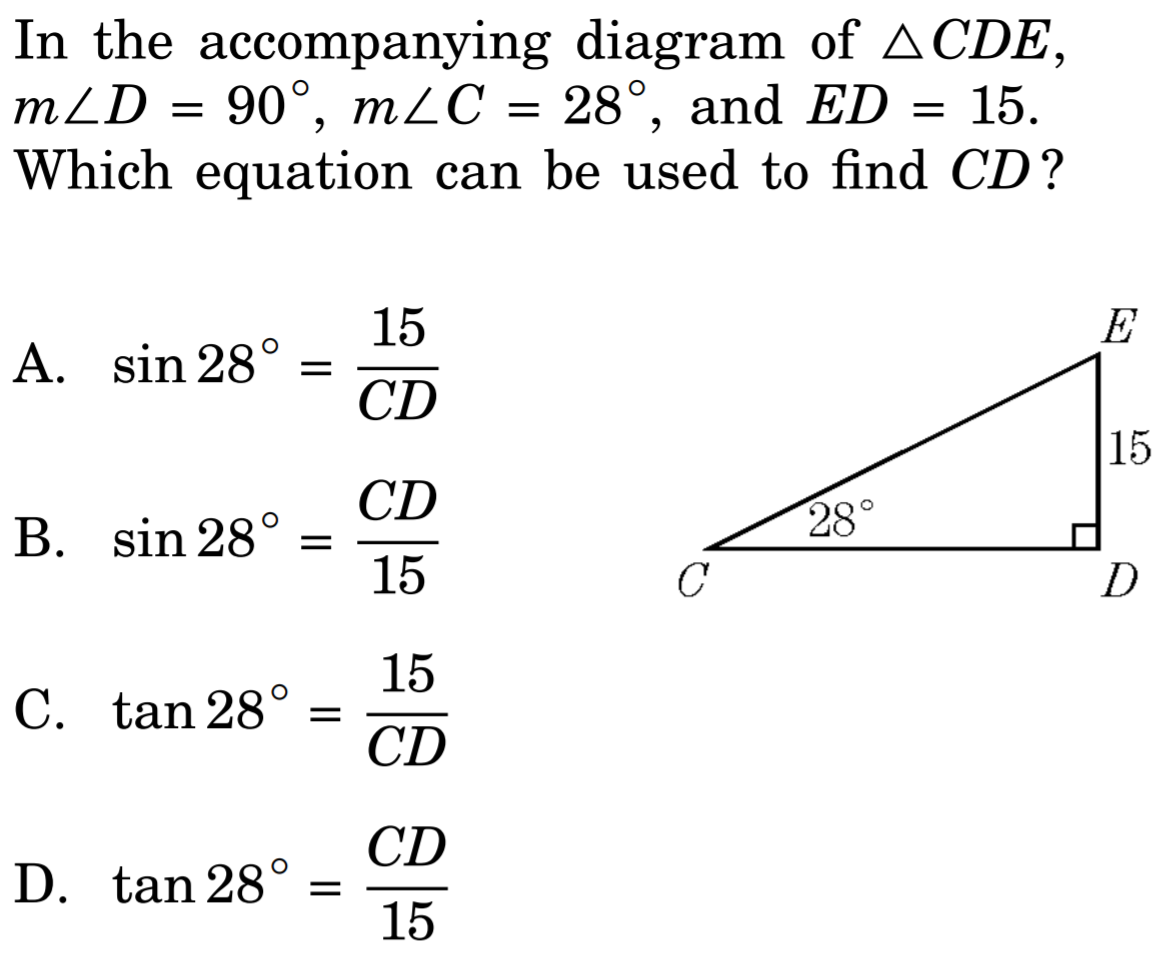 In the accompanying diagram of △CDE,
m∠D = 90°, m∠C = 28°, and ED = 15.
Which equation can be used to find CD?
A. sin 28° = 15/CD
B. sin 28° = CD/15
C. tan 28° = 15/CD
D. tan 28° = CD/15
E
15
28°
C
D